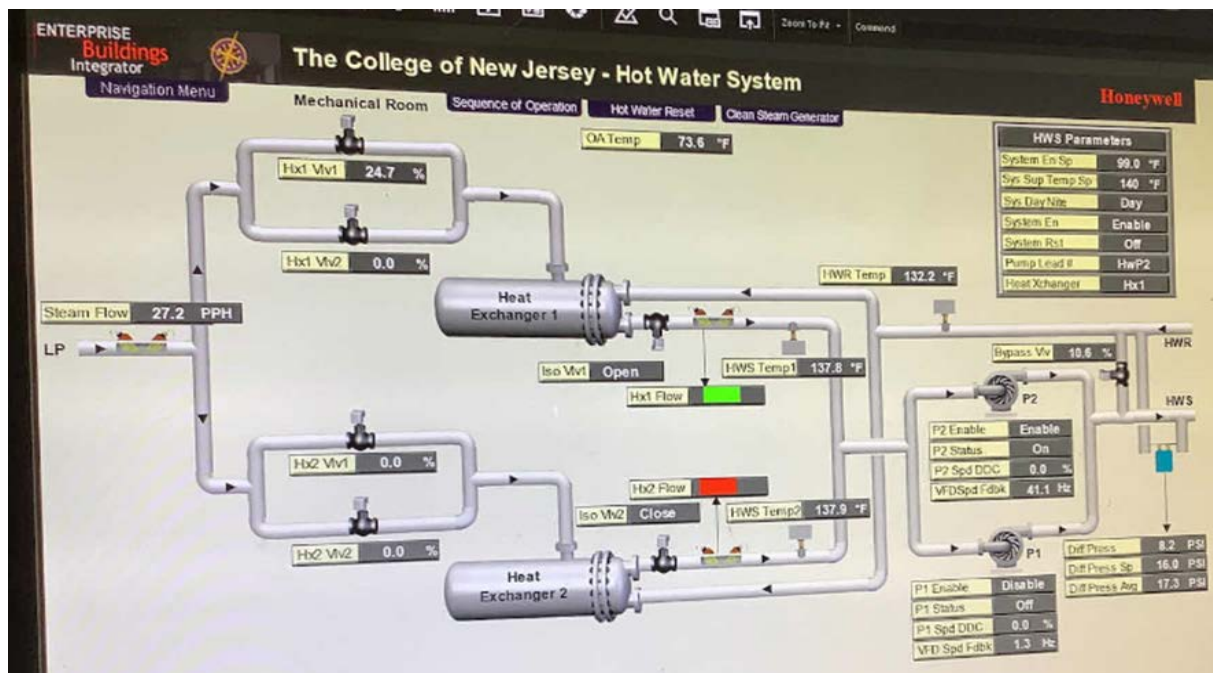 Zoom To Fit
Command
ENTERPRISE
Buildings
Integrator
The College of New Jersey - Hot Water System
Honeywell
Navigation Menu
Mechanical Room
Sequence of Operation
Hot Water Reset
Clean Steam Generator
OA Temp 73.6 °F
HWS Parameters
System En Sp 99.0 °F
Sys Sup Temp Sp 140 °F
Sys Day Nite Day
System En Enable
System Rst Off
Pump Lead # HwP2
Heat Xchanger Hx1
Hx1 Vlv1 24.7 %
Hx1 Vlv2 0.0 %
Steam Flow 27.2 PPH
LP
Heat
Exchanger 1
HWR Temp 132.2 °F
HWR
Iso Vlv1 Open
HWS Temp1 137.8 °F
Hx1 Flow
Bypass Vlv 10.6 %
P2
HWS
P2 Enable Enable
P2 Status On
P2 Spd DDC 0.0 %
VFDSpd Fdbk 41.1 Hz
Hx2 Vlv1 0.0 %
Hx2 Vlv2 0.0 %
Hx2 Flow
Iso Vlv2 Close
HWS Temp2 137.9 °F
Heat
Exchanger 2
P1
P1 Enable Disable
P1 Status Off
P1 Spd DDC 0.0 %
VFD Spd Fdbk 1.3 Hz
Diff Press 8.2 PSI
Diff Press Sp 16.0 PSI
Diff Press Avg 17.3 PSI